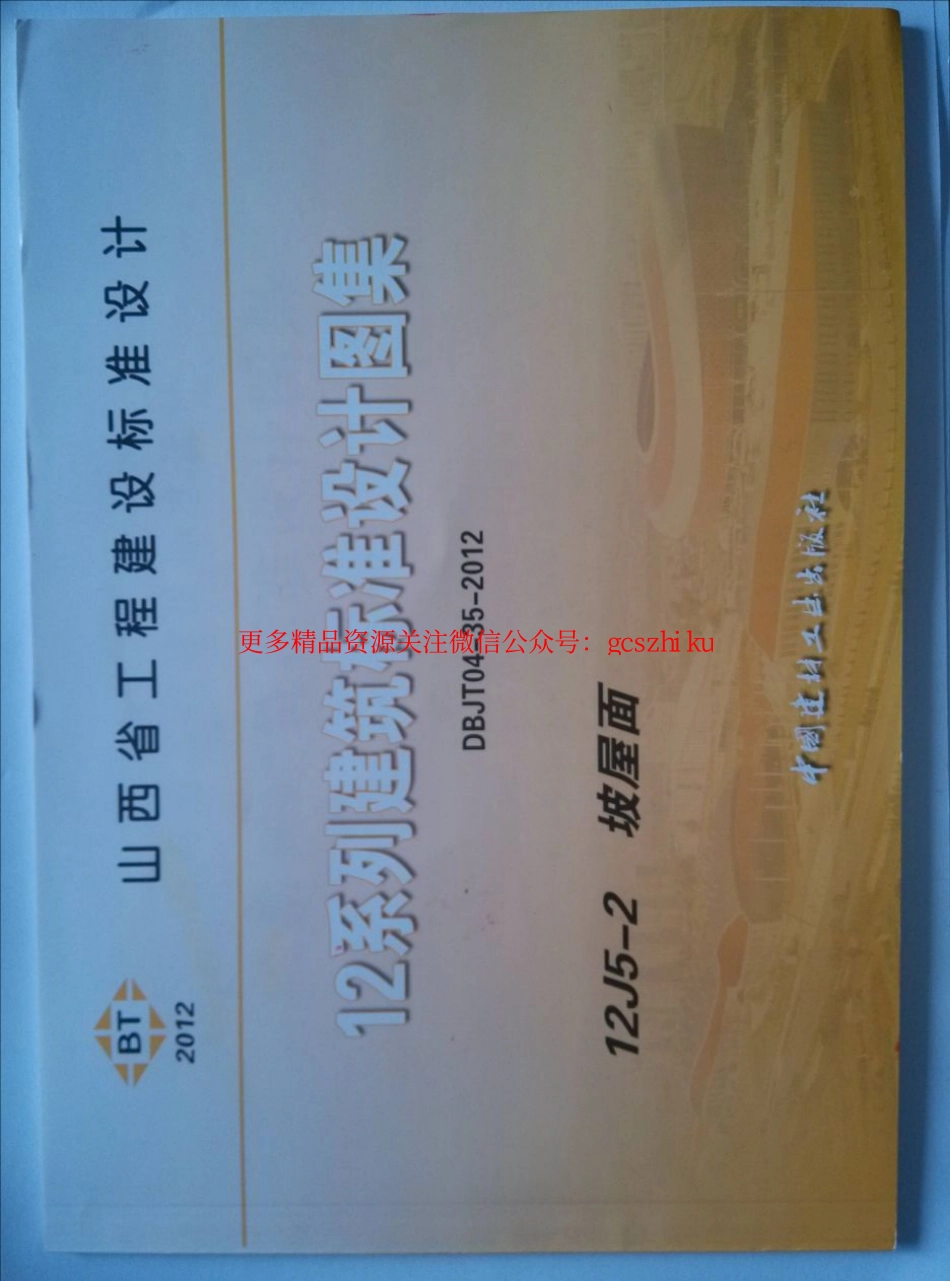 BT
2012
山西省工程建设标准设计
12系列建筑标准设计图集
DBJT04-35-2012
12J5-2 坡屋面
中國建材工业出版社
更多精品资源关注微信公众号：gcszhiku